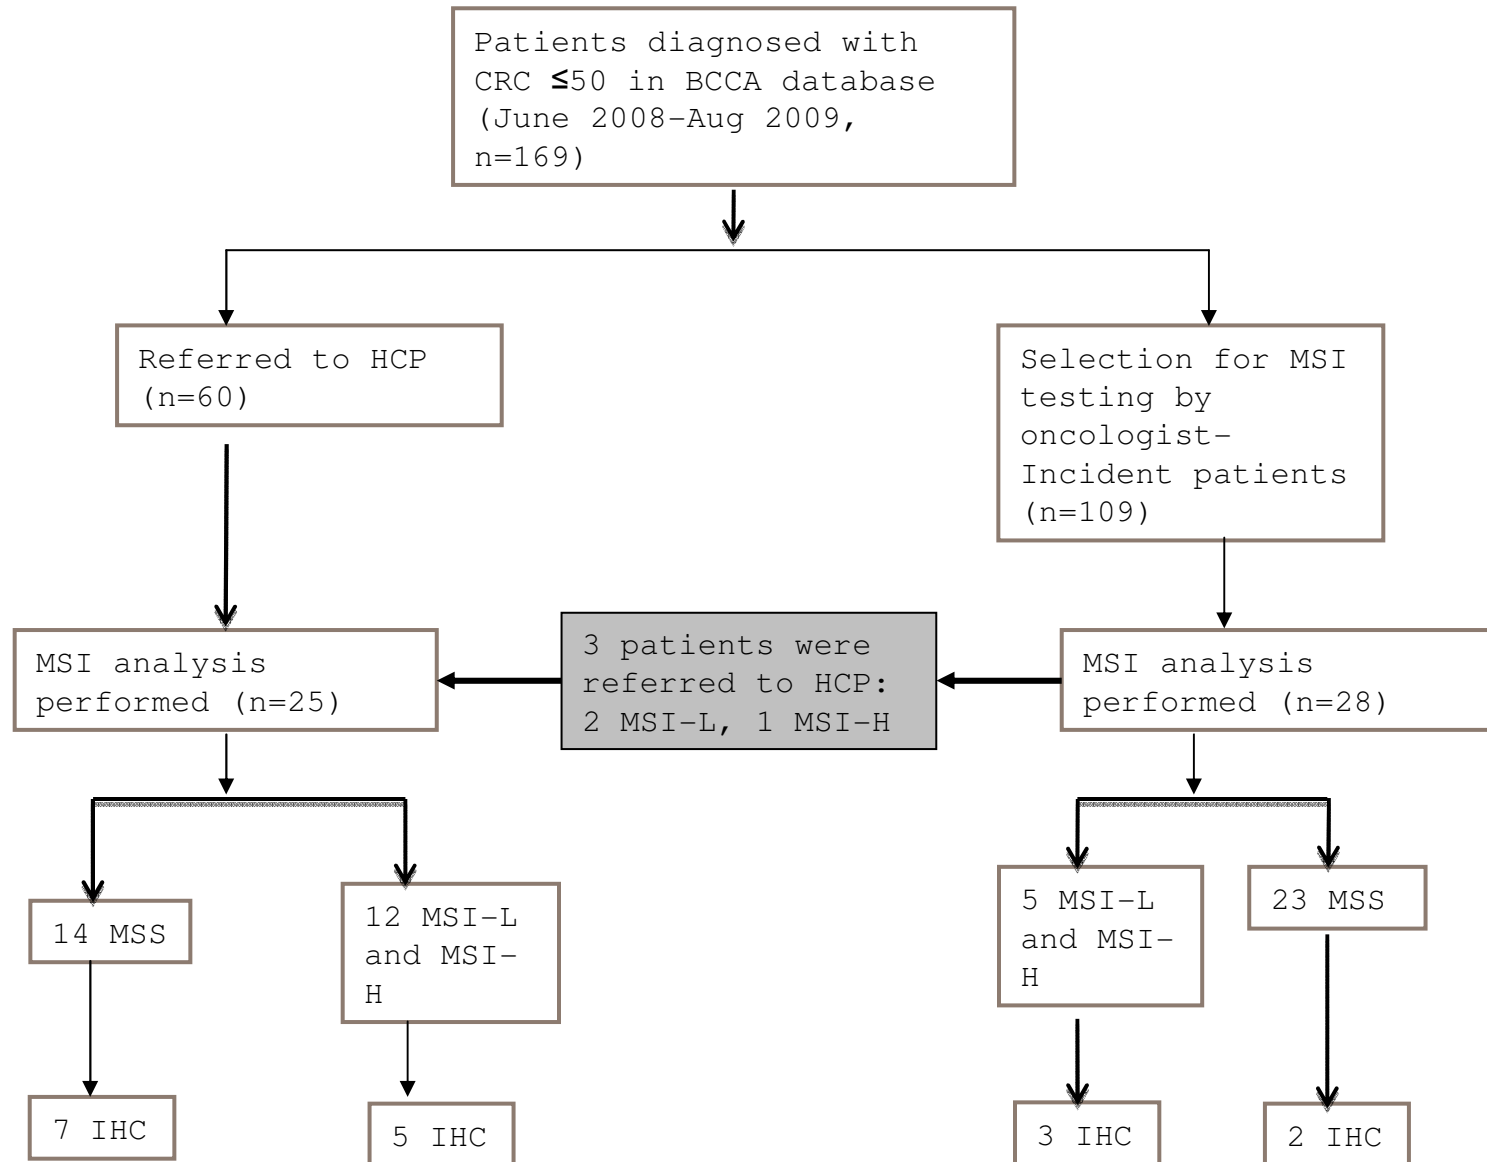 Patients diagnosed with
CRC ≤50 in BCCA database
(June 2008-Aug 2009,
n=169)
Referred to HCP
(n=60)
Selection for MSI
testing by
oncologist-
Incident patients
(n=109)
MSI analysis
performed (n=25)
3 patients were
referred to HCP:
2 MSI-L, 1 MSI-H
MSI analysis
performed (n=28)
14 MSS
12 MSI-L
and MSI-
H
5 MSI-L
and MSI-
H
23 MSS
7 IHC
5 IHC
3 IHC
2 IHC